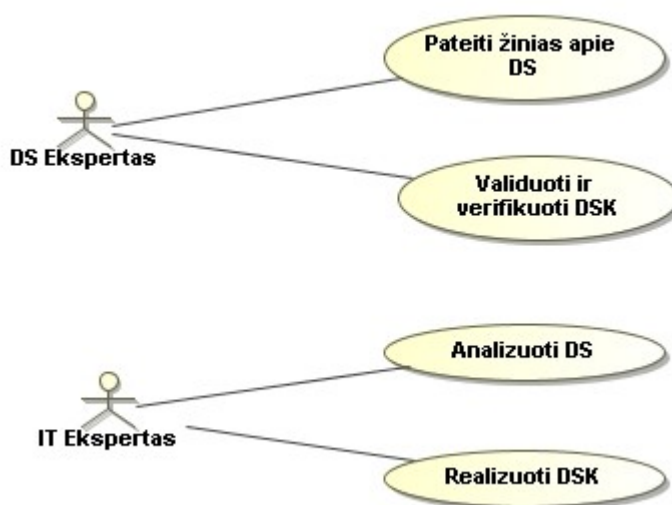 Pateiti žinias apie
DS
DS Ekspertas
Validuoti ir
verifikuoti DSK
Analizuoti DS
IT Ekspertas
Realizuoti DSK